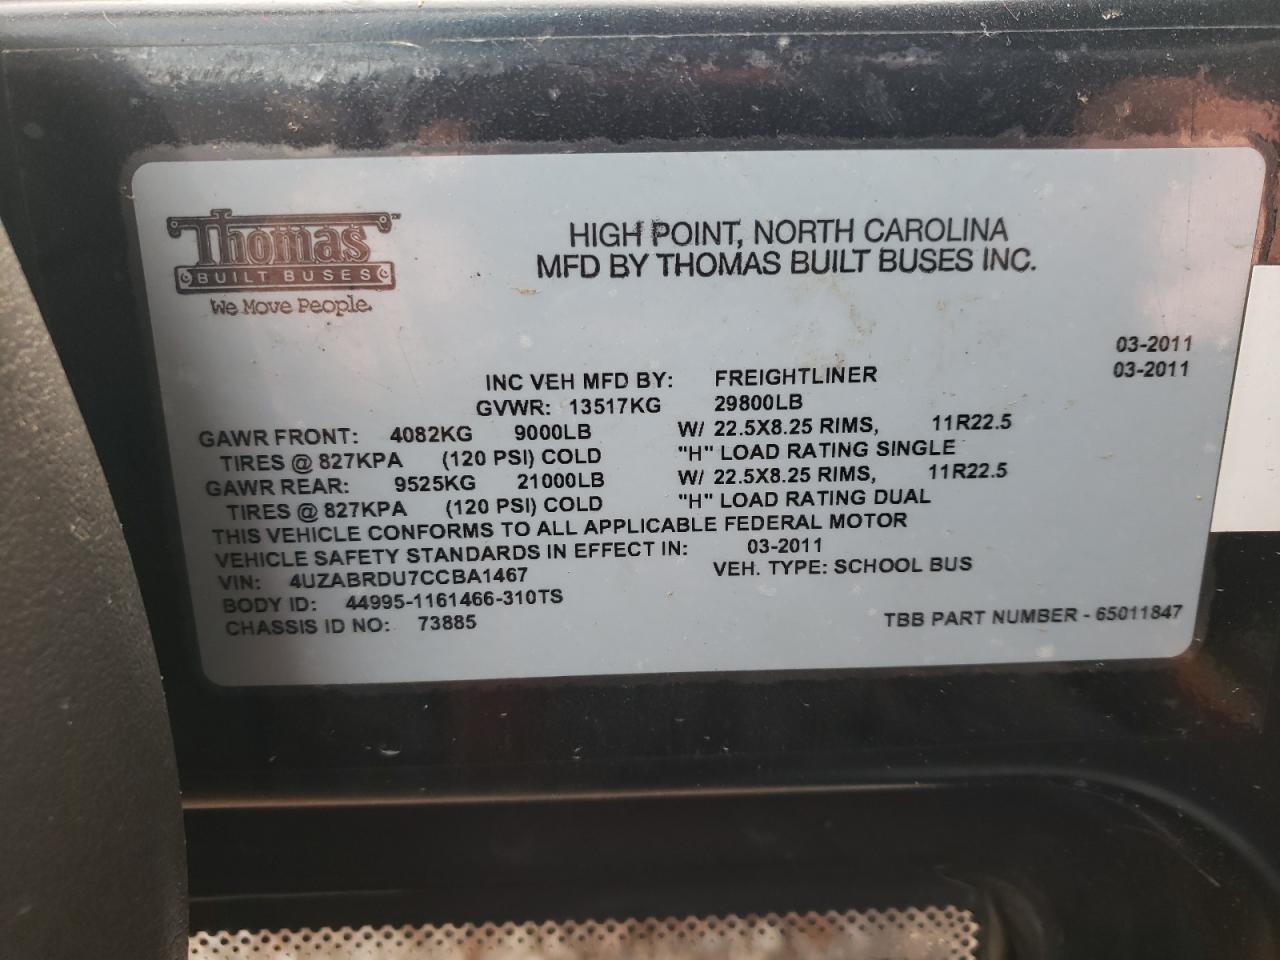 Thomas™
BUILT BUSES
We Move People.
HIGH POINT, NORTH CAROLINA
MFD BY THOMAS BUILT BUSES INC.
03-2011
INC VEH MFD BY: FREIGHTLINER 03-2011
GVWR: 13517KG 29800LB
GAWR FRONT: 4082KG 9000LB W/ 22.5X8.25 RIMS, 11R22.5
TIRES @ 827KPA (120 PSI) COLD "H" LOAD RATING SINGLE
GAWR REAR: 9525KG 21000LB W/ 22.5X8.25 RIMS, 11R22.5
TIRES @ 827KPA (120 PSI) COLD "H" LOAD RATING DUAL
THIS VEHICLE CONFORMS TO ALL APPLICABLE FEDERAL MOTOR
VEHICLE SAFETY STANDARDS IN EFFECT IN: 03-2011
VIN: 4UZABRDU7CCBA1467 VEH. TYPE: SCHOOL BUS
BODY ID: 44995-1161466-310TS
CHASSIS ID NO: 73885 TBB PART NUMBER - 65011847